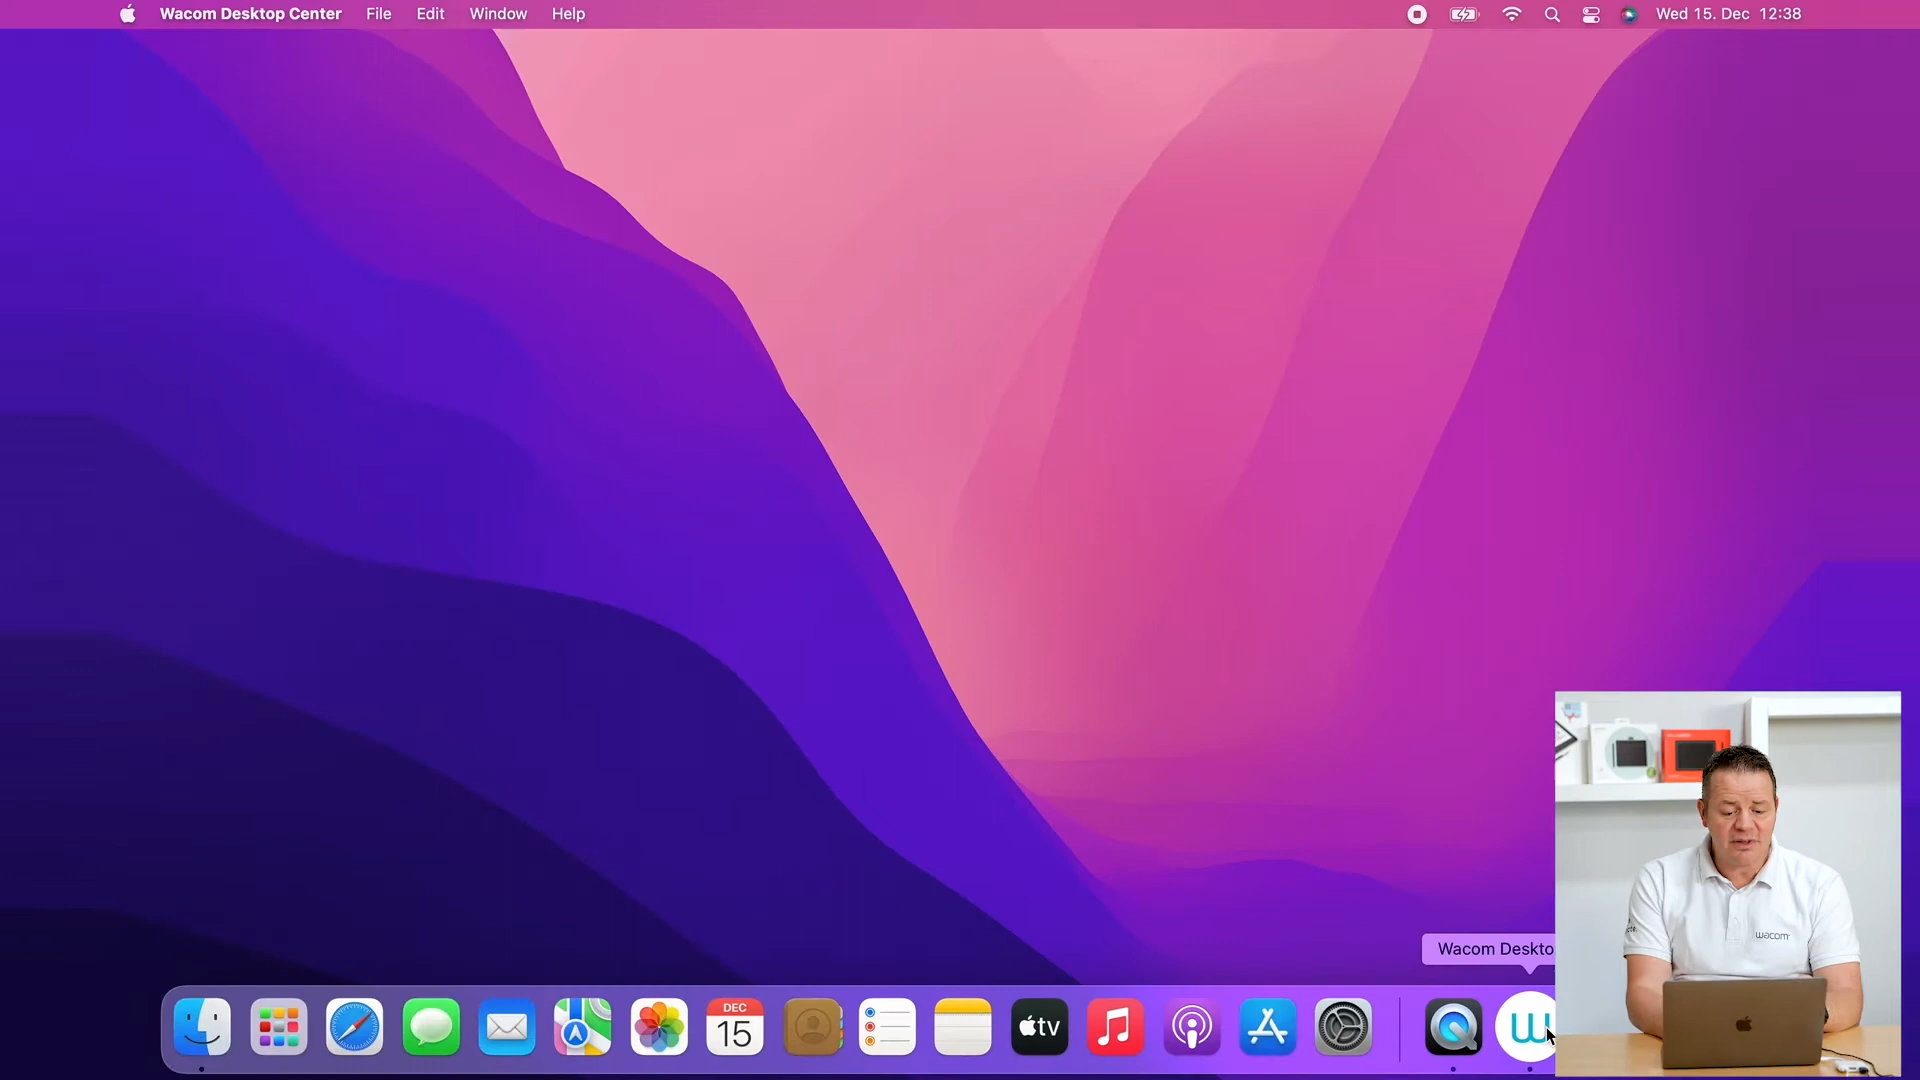 Wacom Desktop Center File Edit Window Help Wed 15. Dec 12:38
Wacom Deskto
DEC
15
tv
wacom